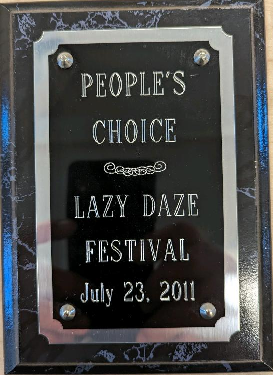 PEOPLE'S
CHOICE
LAZY DAZE
FESTIVAL
July 23, 2011